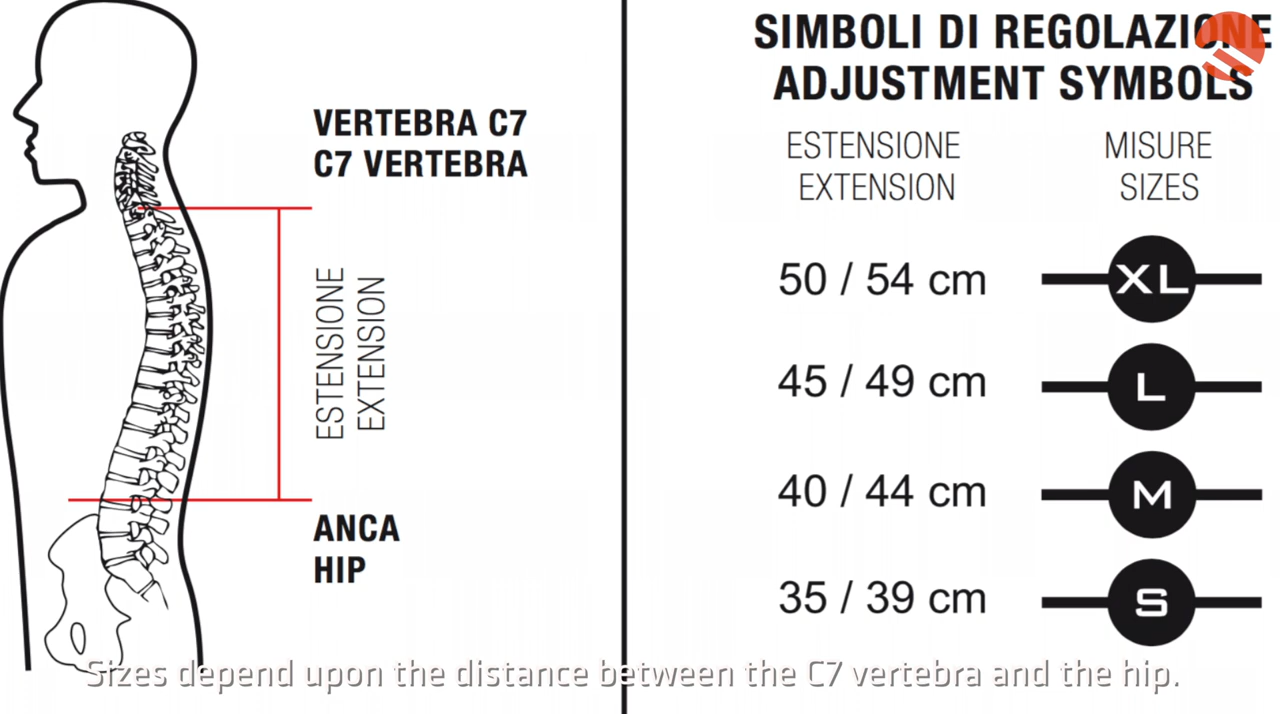 VERTEBRA C7
C7 VERTEBRA
ESTENSIONE
EXTENSION
ANCA
HIP
SIMBOLI DI REGOLAZIONE
ADJUSTMENT SYMBOLS
ESTENSIONE
EXTENSION
MISURE
SIZES
50 / 54 cm XL
45 / 49 cm L
40 / 44 cm M
35 / 39 cm S
Sizes depend upon the distance between the C7 vertebra and the hip.